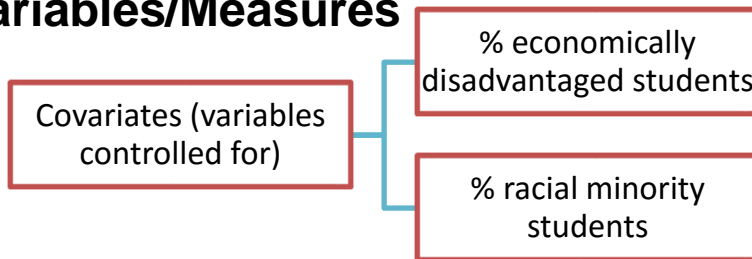 ariables/Measures
% economically
disadvantaged students
Covariates (variables
controlled for)
% racial minority
students